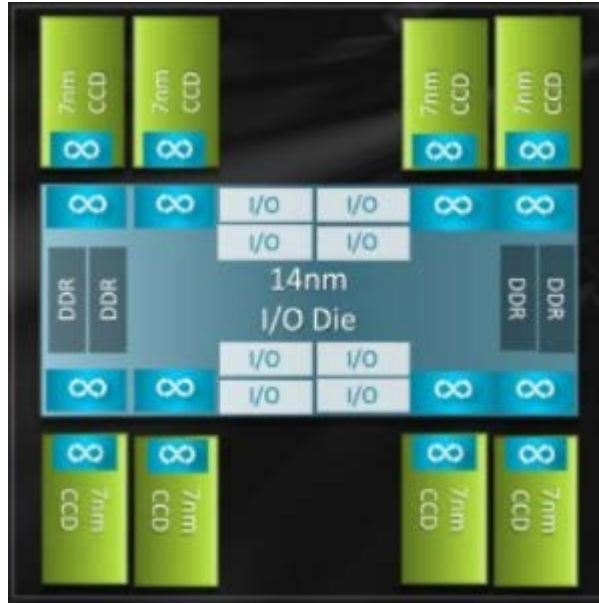 7nm
CCD
7nm
CCD
7nm
CCD
7nm
CCD
∞
∞
∞
∞
∞
∞
I/O
I/O
∞
∞
I/O
I/O
DDR
DDR
14nm
I/O Die
DDR
DDR
I/O
I/O
∞
∞
I/O
I/O
∞
∞
∞
∞
∞
∞
7nm
CCD
7nm
CCD
7nm
CCD
7nm
CCD